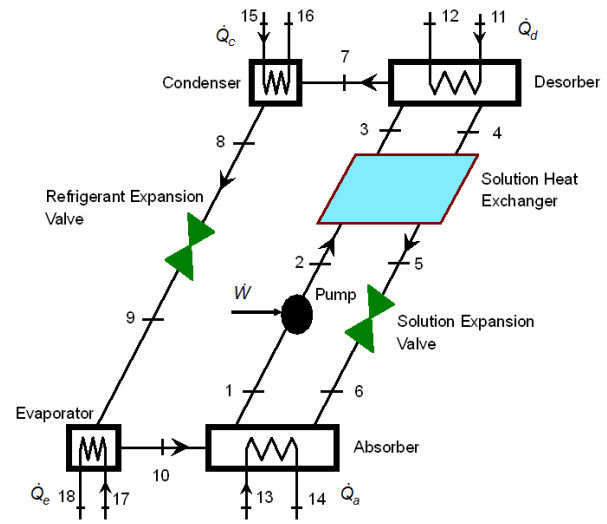 15 16 12 11
Q̇c Q̇d
7
Condenser Desorber
3 4
8
Refrigerant Expansion
Valve
Solution Heat
Exchanger
2 5
Ẇ Pump
9
Solution Expansion
Valve
1 6
Evaporator
Absorber
10
Q̇e 18 17 13 14 Q̇a